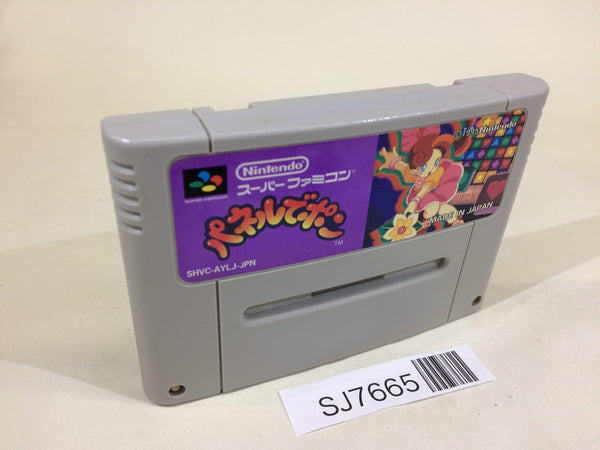 Nintendo
スーパーファミコン
SUPER FAMICOM
パネルでポン
TM
SHVC-AYLJ-JPN
©1995 Nintendo
MADE IN JAPAN
SJ7665